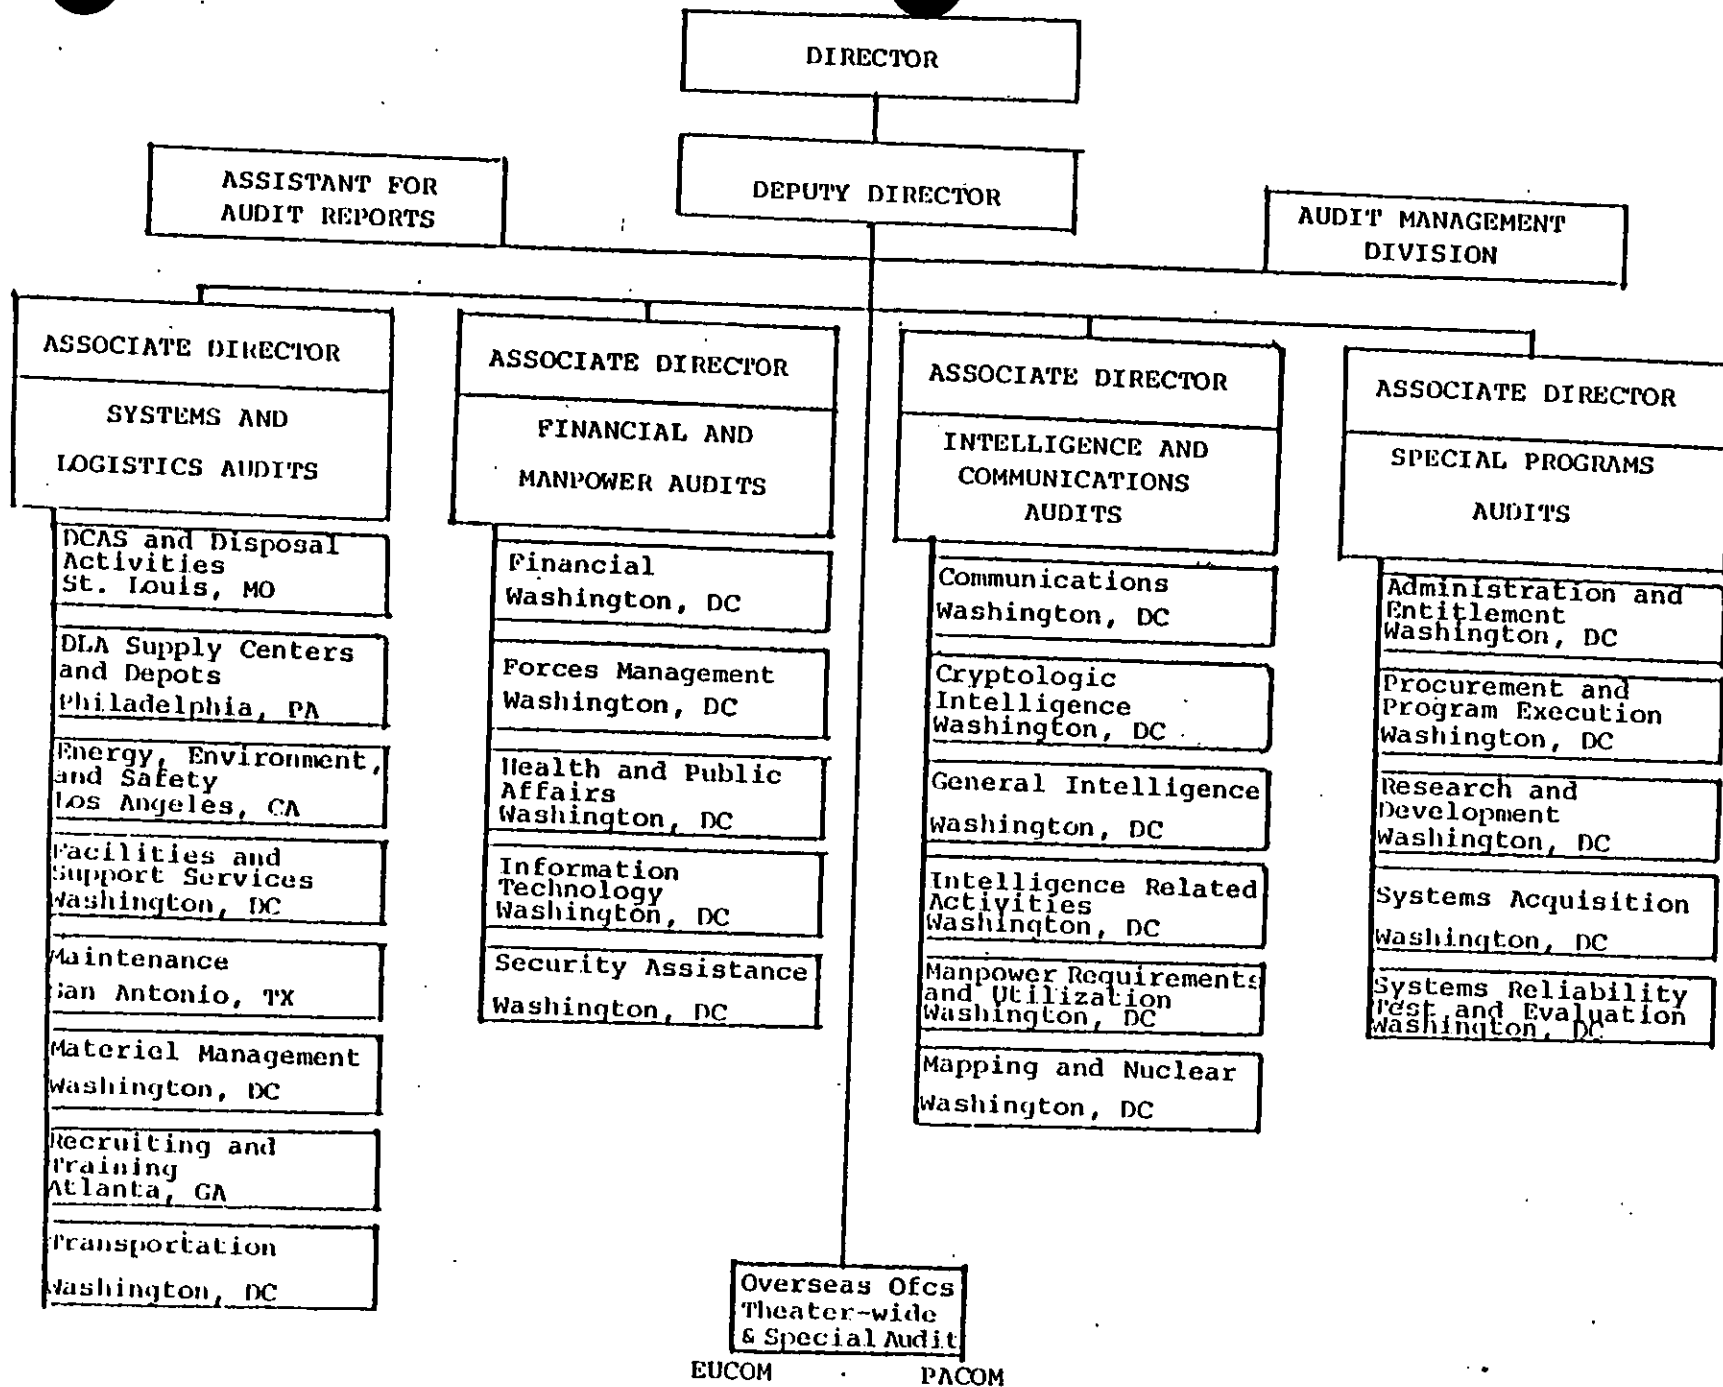 DIRECTOR
DEPUTY DIRECTOR
ASSISTANT FOR
AUDIT REPORTS
AUDIT MANAGEMENT
DIVISION
ASSOCIATE DIRECTOR
SYSTEMS AND
LOGISTICS AUDITS
DCAS and Disposal
Activities
St. Louis, MO
DLA Supply Centers
and Depots
Philadelphia, PA
Energy, Environment,
and Safety
Los Angeles, CA
Facilities and
Support Services
Washington, DC
Maintenance
San Antonio, TX
Materiel Management
Washington, DC
Recruiting and
Training
Atlanta, GA
Transportation
Washington, DC
ASSOCIATE DIRECTOR
FINANCIAL AND
MANPOWER AUDITS
Financial
Washington, DC
Forces Management
Washington, DC
Health and Public
Affairs
Washington, DC
Information
Technology
Washington, DC
Security Assistance
Washington, DC
ASSOCIATE DIRECTOR
INTELLIGENCE AND
COMMUNICATIONS
AUDITS
Communications
Washington, DC
Cryptologic
Intelligence
Washington, DC
General Intelligence
Washington, DC
Intelligence Related
Activities
Washington, DC
Manpower Requirements
and Utilization
Washington, DC
Mapping and Nuclear
Washington, DC
ASSOCIATE DIRECTOR
SPECIAL PROGRAMS
AUDITS
Administration and
Entitlement
Washington, DC
Procurement and
Program Execution
Washington, DC
Research and
Development
Washington, DC
Systems Acquisition
Washington, DC
Systems Reliability
Test and Evaluation
Washington, DC
Overseas Ofcs
Theater-wide
& Special Audit
EUCOM PACOM